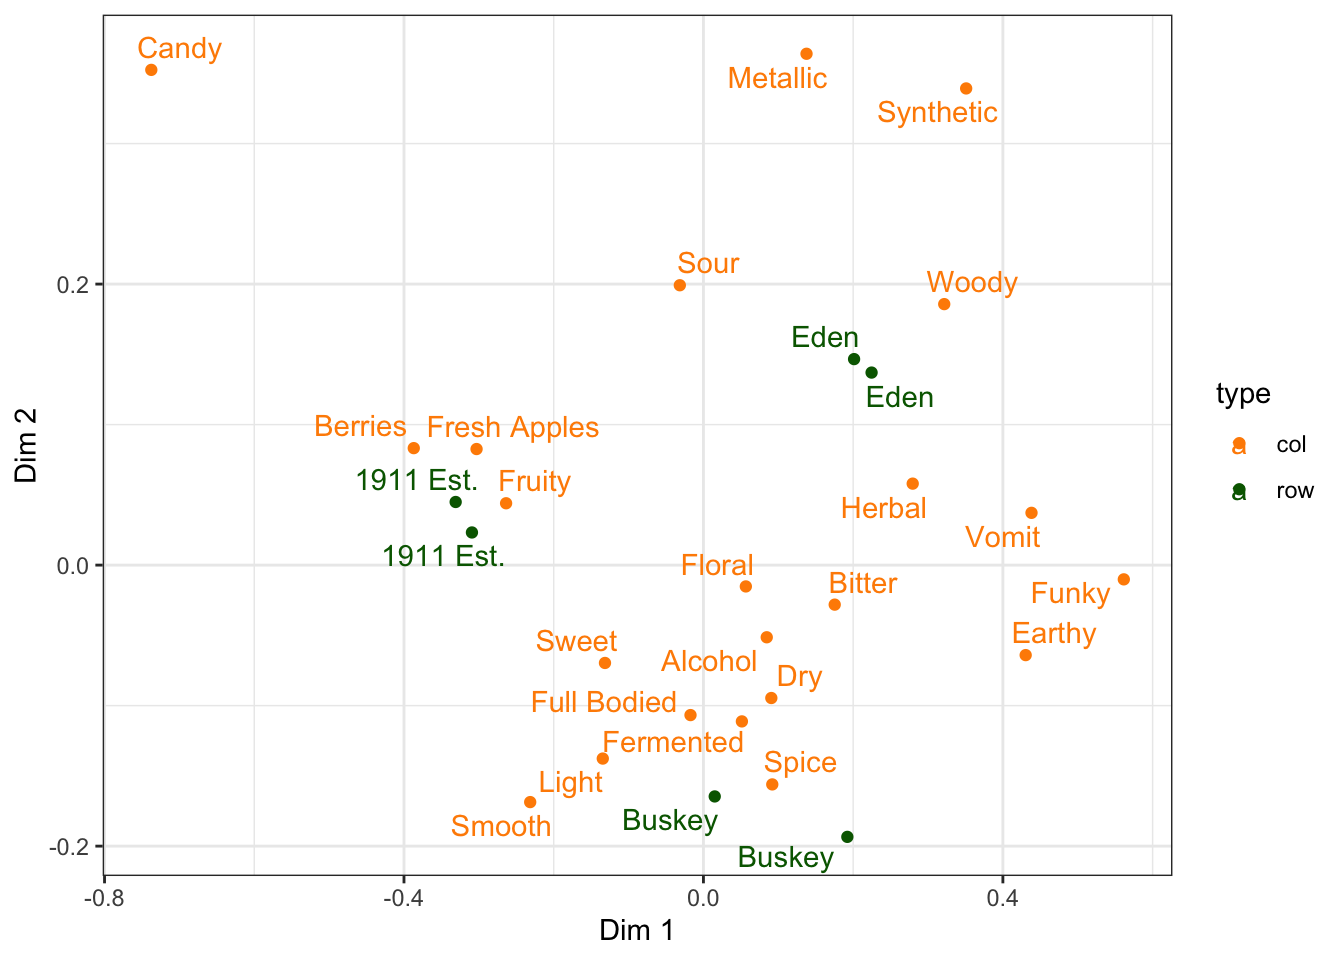 Candy
Metallic
Synthetic
Sour
Woody
Eden
Eden
Berries
Fresh Apples
1911 Est.
Fruity
1911 Est.
Herbal
Vomit
Floral
Bitter
Funky
Earthy
Sweet
Alcohol
Dry
Full Bodied
Fermented
Spice
Light
Smooth
Buskey
Buskey
0.2
0.0
-0.2
-0.8
-0.4
0.0
0.4
Dim 1
Dim 2
type
a col
a row